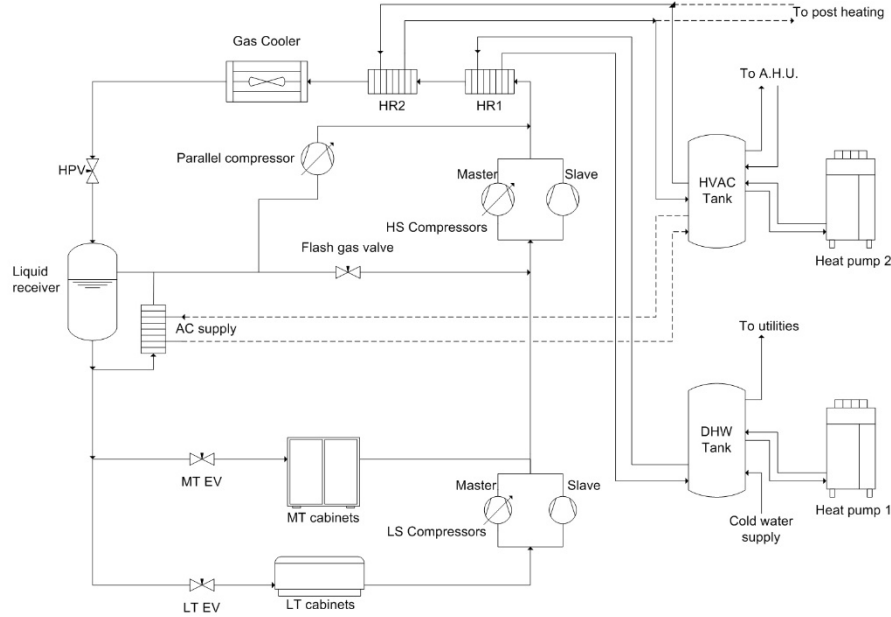 To post heating
Gas Cooler
To A.H.U.
HR2
HR1
Parallel compressor
HPV
Master
Slave
HVAC
Tank
HS Compressors
Flash gas valve
Heat pump 2
Liquid
receiver
AC supply
To utilities
DHW
Tank
MT EV
Master
Slave
MT cabinets
LS Compressors
Heat pump 1
Cold water
supply
LT EV
LT cabinets